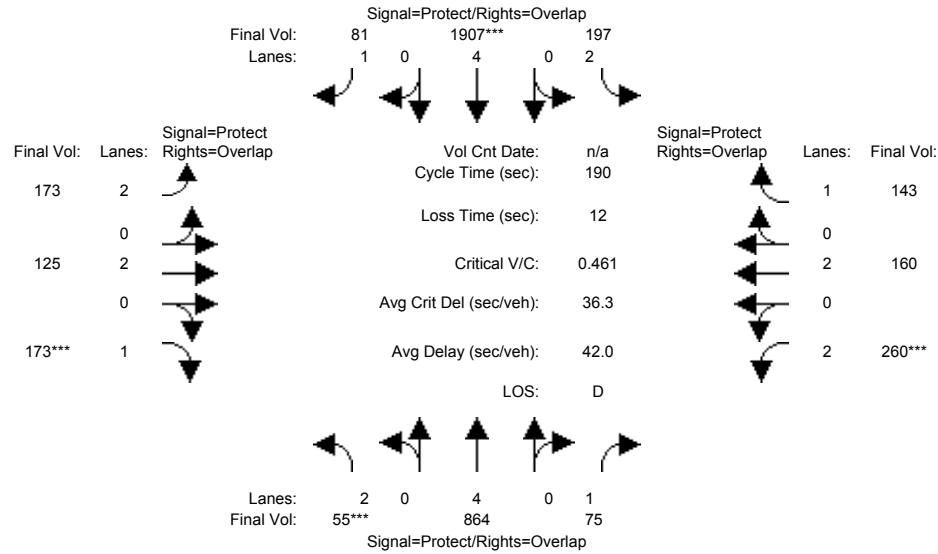 Signal=Protect/Rights=Overlap
Final Vol: 81 1907*** 197
Lanes: 1 0 4 0 2
Signal=Protect Signal=Protect
Final Vol: Lanes: Rights=Overlap Vol Cnt Date: n/a Rights=Overlap Lanes: Final Vol:
Cycle Time (sec): 190
173 2 1 143
Loss Time (sec): 12
0 0
125 2 Critical V/C: 0.461 2 160
0 Avg Crit Del (sec/veh): 36.3 0
173*** 1 Avg Delay (sec/veh): 42.0 2 260***
LOS: D
Lanes: 2 0 4 0 1
Final Vol: 55*** 864 75
Signal=Protect/Rights=Overlap